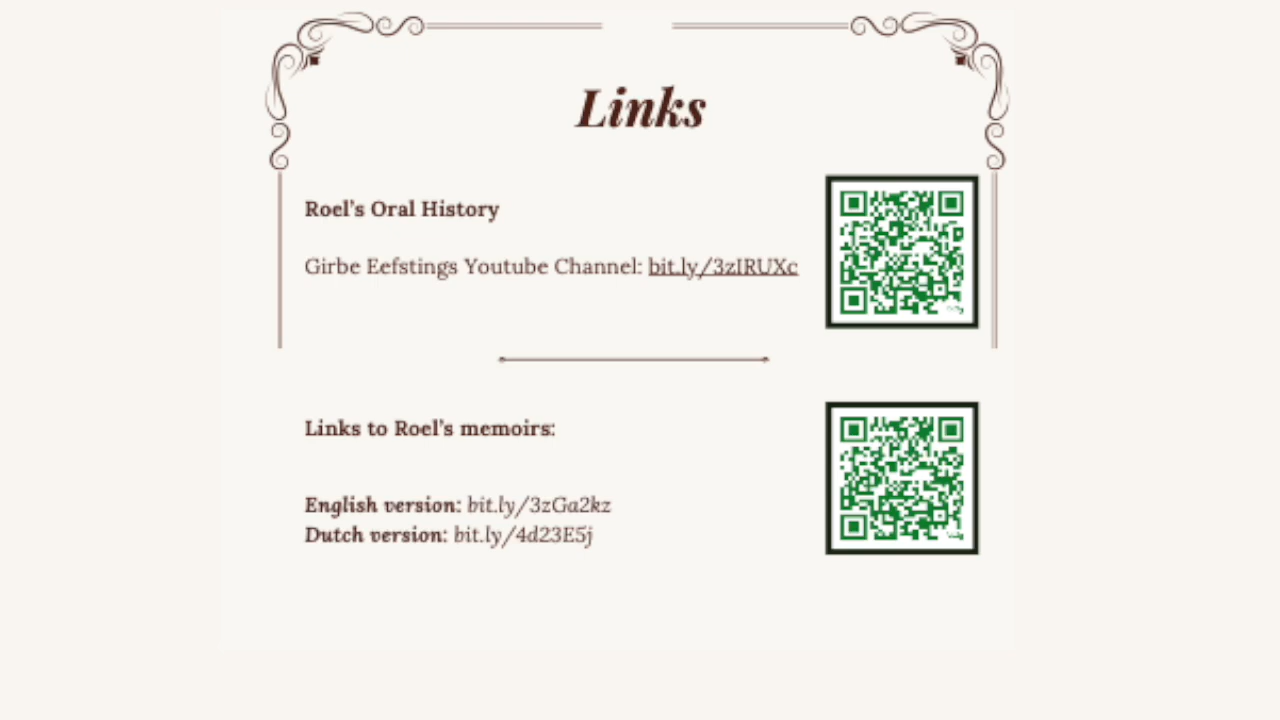 Links
Roel's Oral History
Girbe Eefstings Youtube Channel: bit.ly/3zIRUXc
Links to Roel's memoirs:
English version: bit.ly/3zGa2kz
Dutch version: bit.ly/4d23E5j